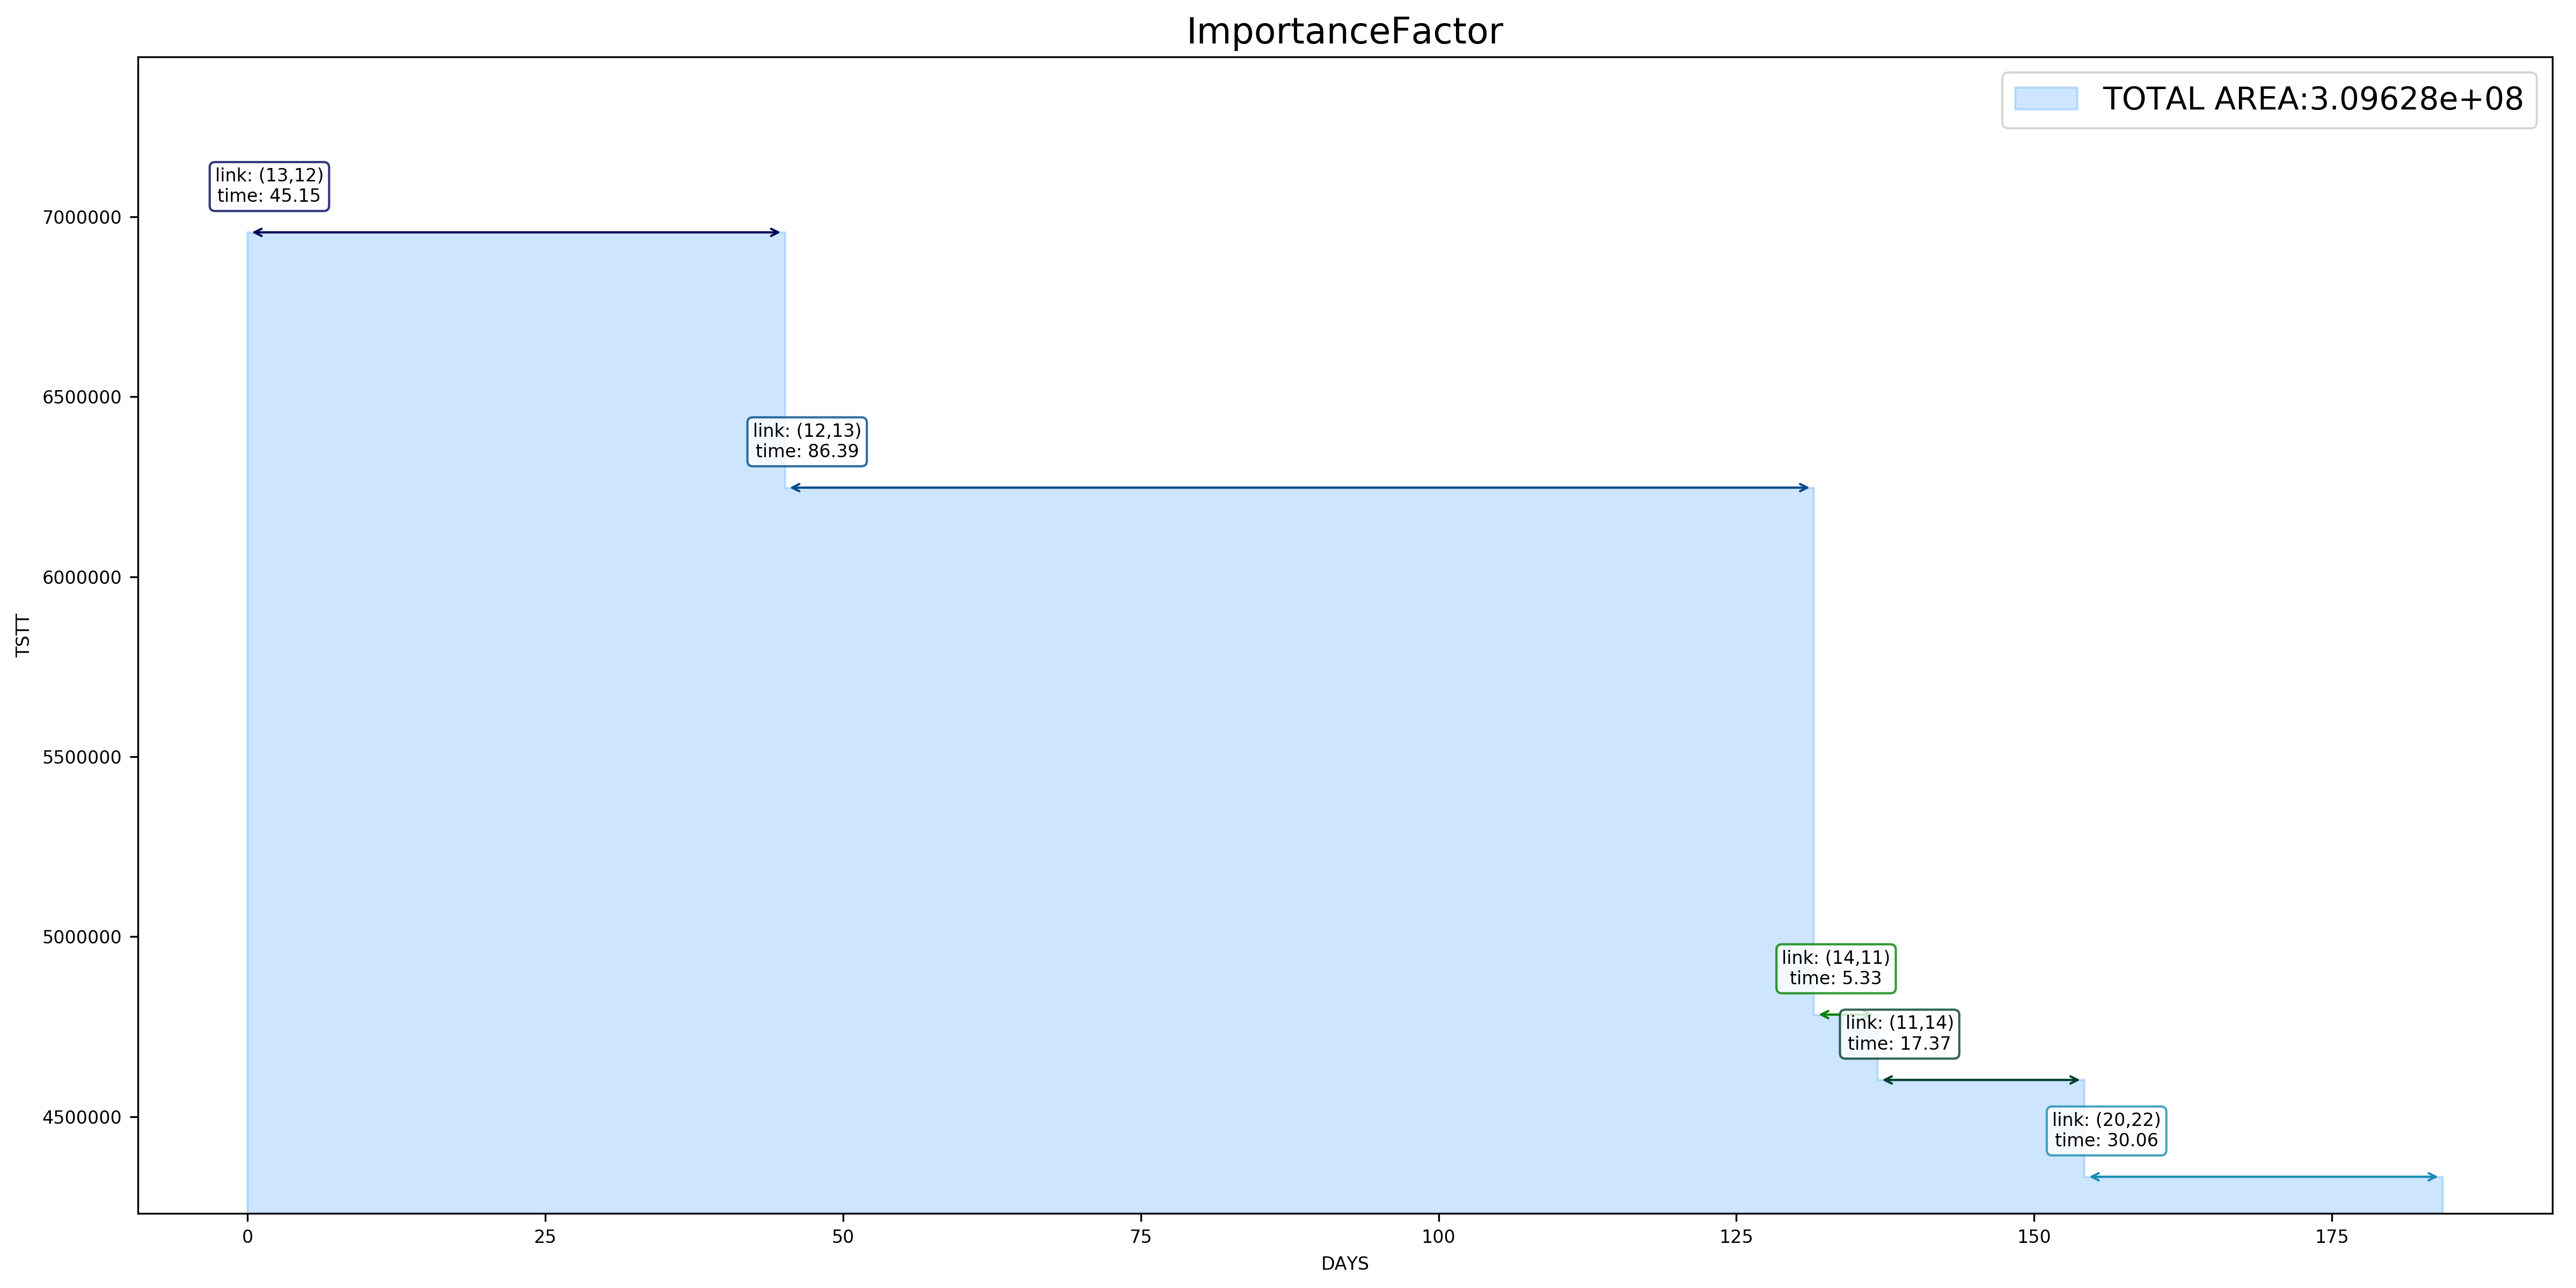 ImportanceFactor
TOTAL AREA:3.09628e+08
link: (13,12)
time: 45.15
link: (12,13)
time: 86.39
link: (14,11)
time: 5.33
link: (11,14)
time: 17.37
link: (20,22)
time: 30.06
7000000
6500000
6000000
5500000
5000000
4500000
TSTT
0 25 50 75 100 125 150 175
DAYS